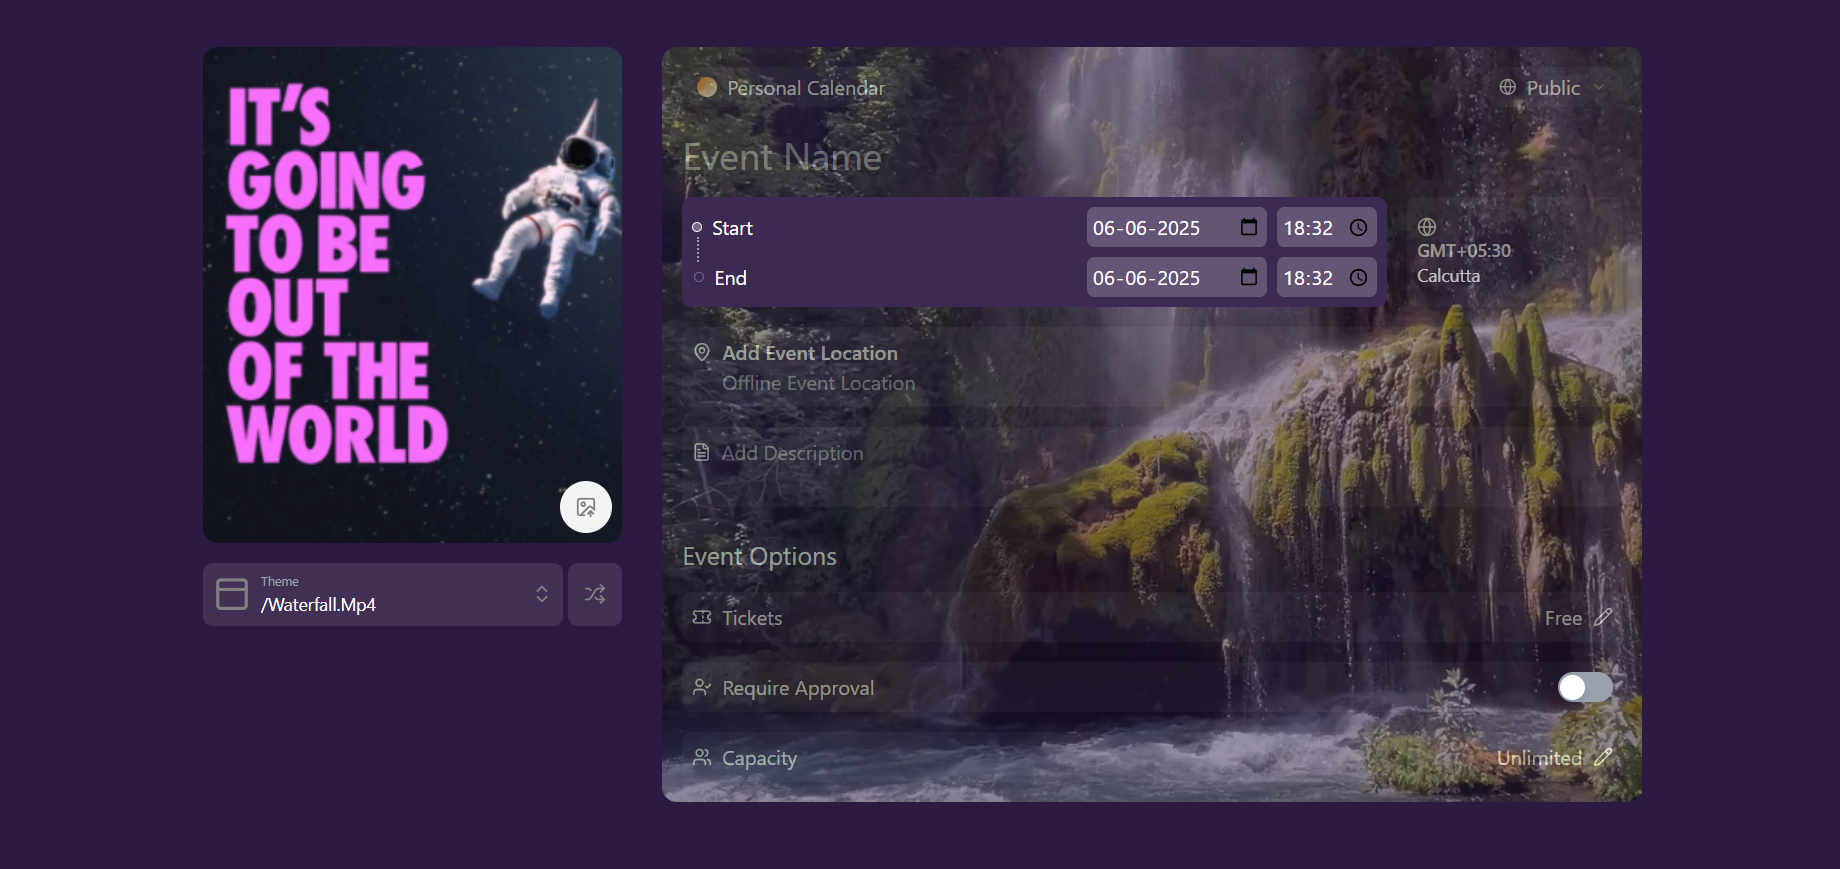 IT'S
GOING
TO BE
OUT
OF THE
WORLD
Theme
/Waterfall.Mp4
Personal Calendar
Public
Event Name
Start
06-06-2025
18:32
End
06-06-2025
18:32
GMT+05:30
Calcutta
Add Event Location
Offline Event Location
Add Description
Event Options
Tickets
Free
Require Approval
Capacity
Unlimited